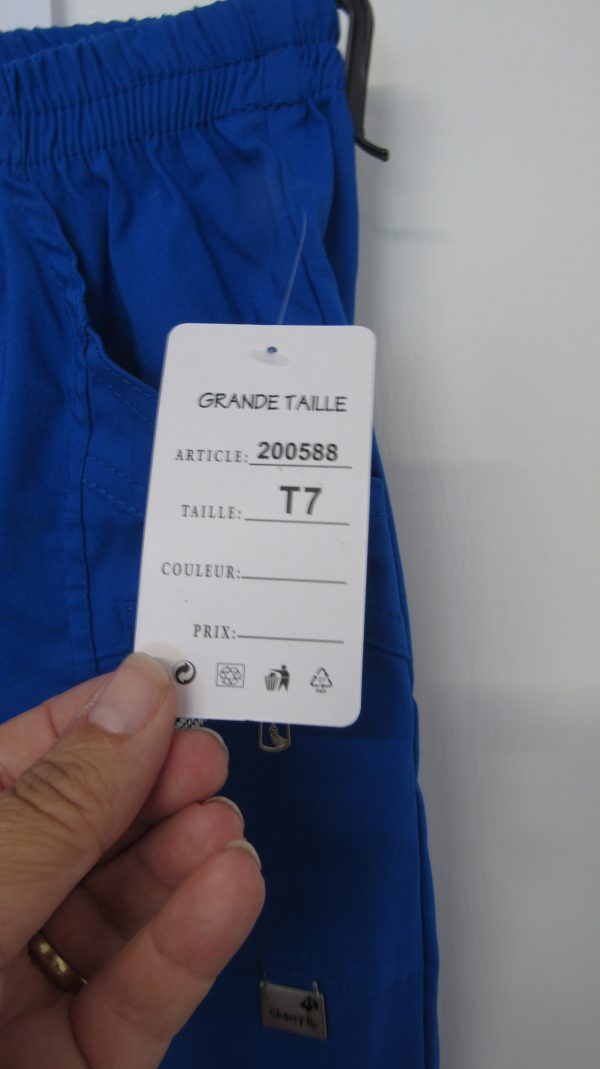 GRANDE TAILLE
ARTICLE: 200588
TAILLE: T7
COULEUR:
PRIX: